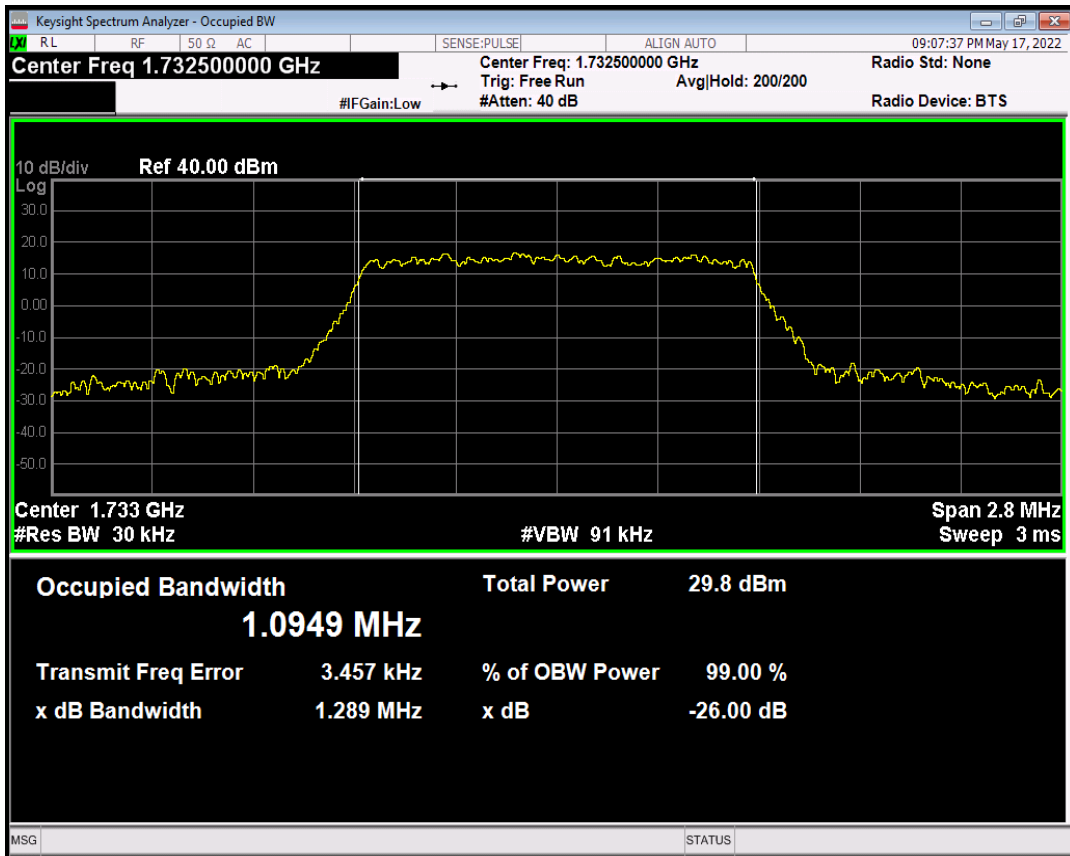 Keysight Spectrum Analyzer - Occupied BW
LXI RL RF 50 Ω AC SENSE:PULSE ALIGN AUTO 09:07:37 PM May 17, 2022
Center Freq 1.732500000 GHz Center Freq: 1.732500000 GHz Radio Std: None
Trig: Free Run Avg|Hold: 200/200
#IFGain:Low #Atten: 40 dB Radio Device: BTS
10 dB/div Ref 40.00 dBm
Log
30.0
20.0
10.0
0.00
-10.0
-20.0
-30.0
-40.0
-50.0
Center 1.733 GHz Span 2.8 MHz
#Res BW 30 kHz #VBW 91 kHz Sweep 3 ms
Occupied Bandwidth Total Power 29.8 dBm
1.0949 MHz
Transmit Freq Error 3.457 kHz % of OBW Power 99.00 %
x dB Bandwidth 1.289 MHz x dB -26.00 dB
MSG STATUS